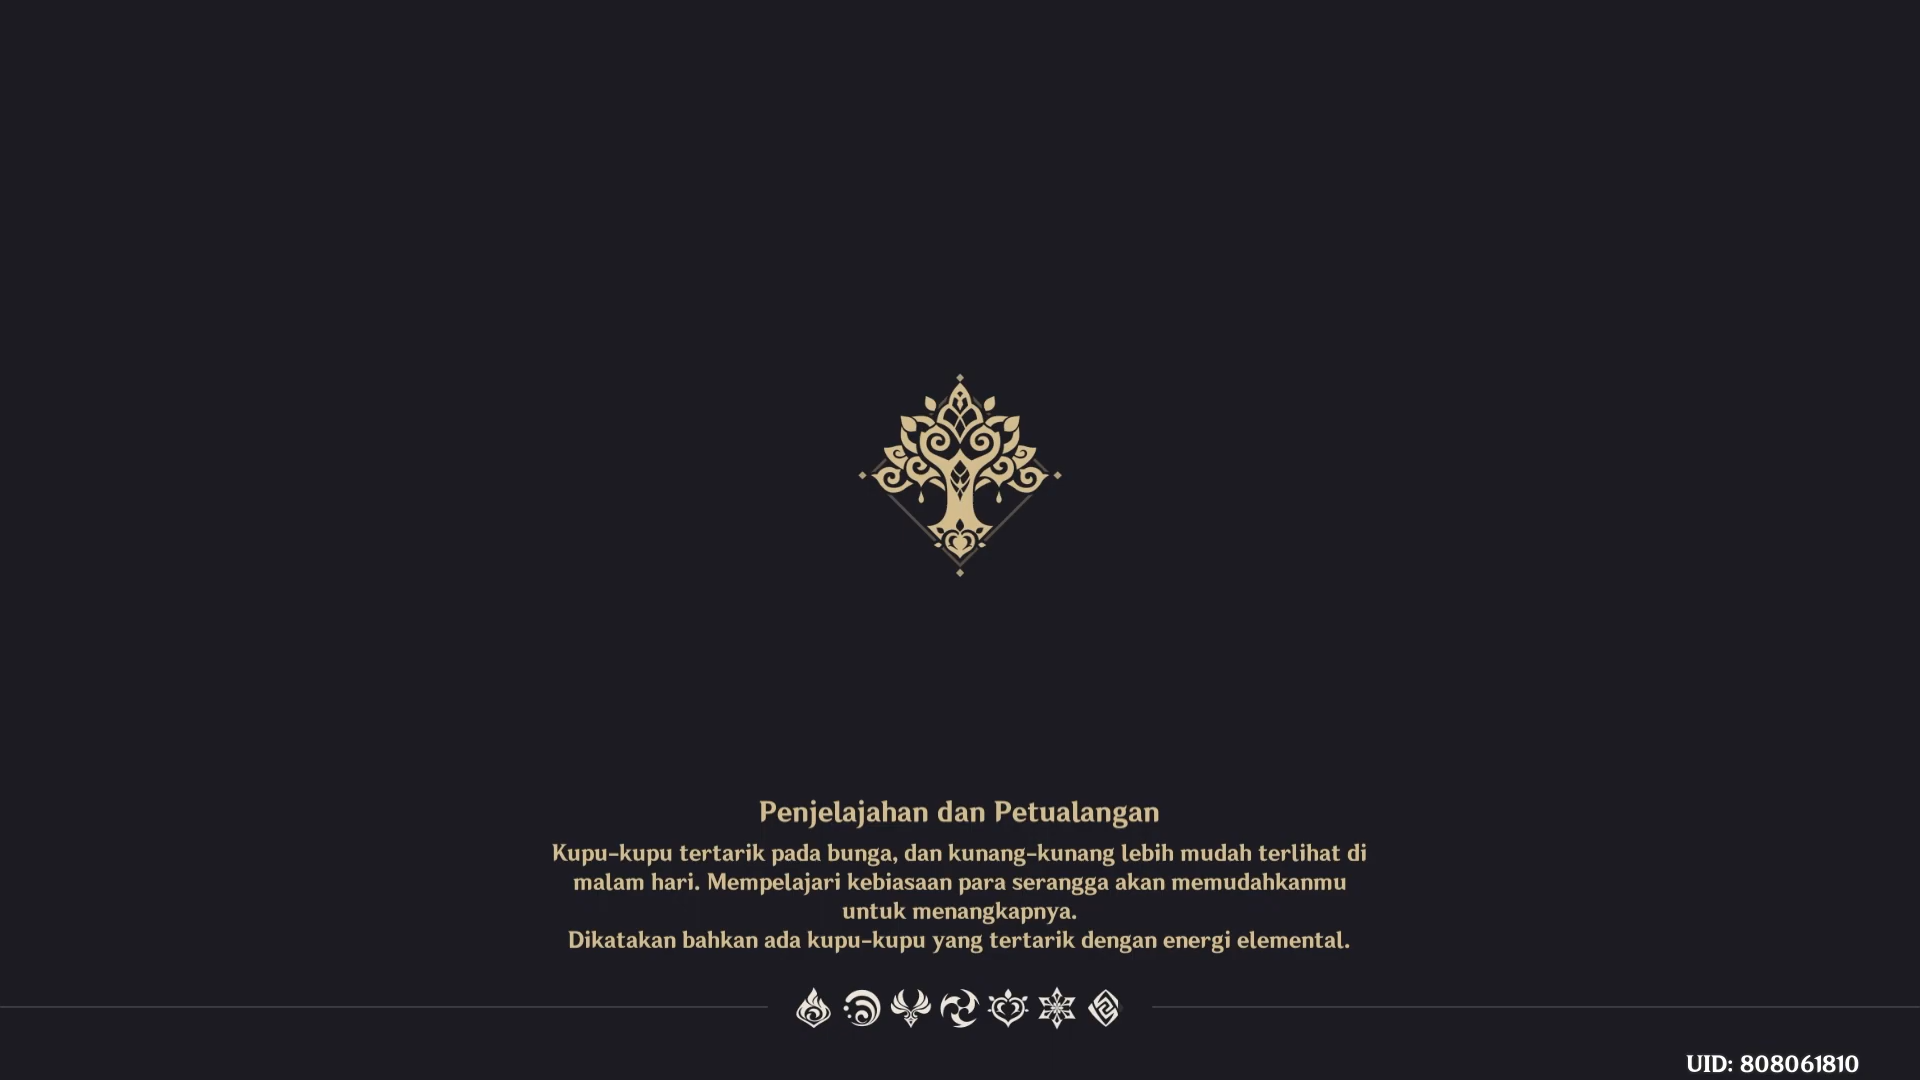 Penjelajahan dan Petualangan
Kupu-kupu tertarik pada bunga, dan kunang-kunang lebih mudah terlihat di
malam hari. Mempelajari kebiasaan para serangga akan memudahkanmu
untuk menangkapnya.
Dikatakan bahkan ada kupu-kupu yang tertarik dengan energi elemental.
UID: 808061810